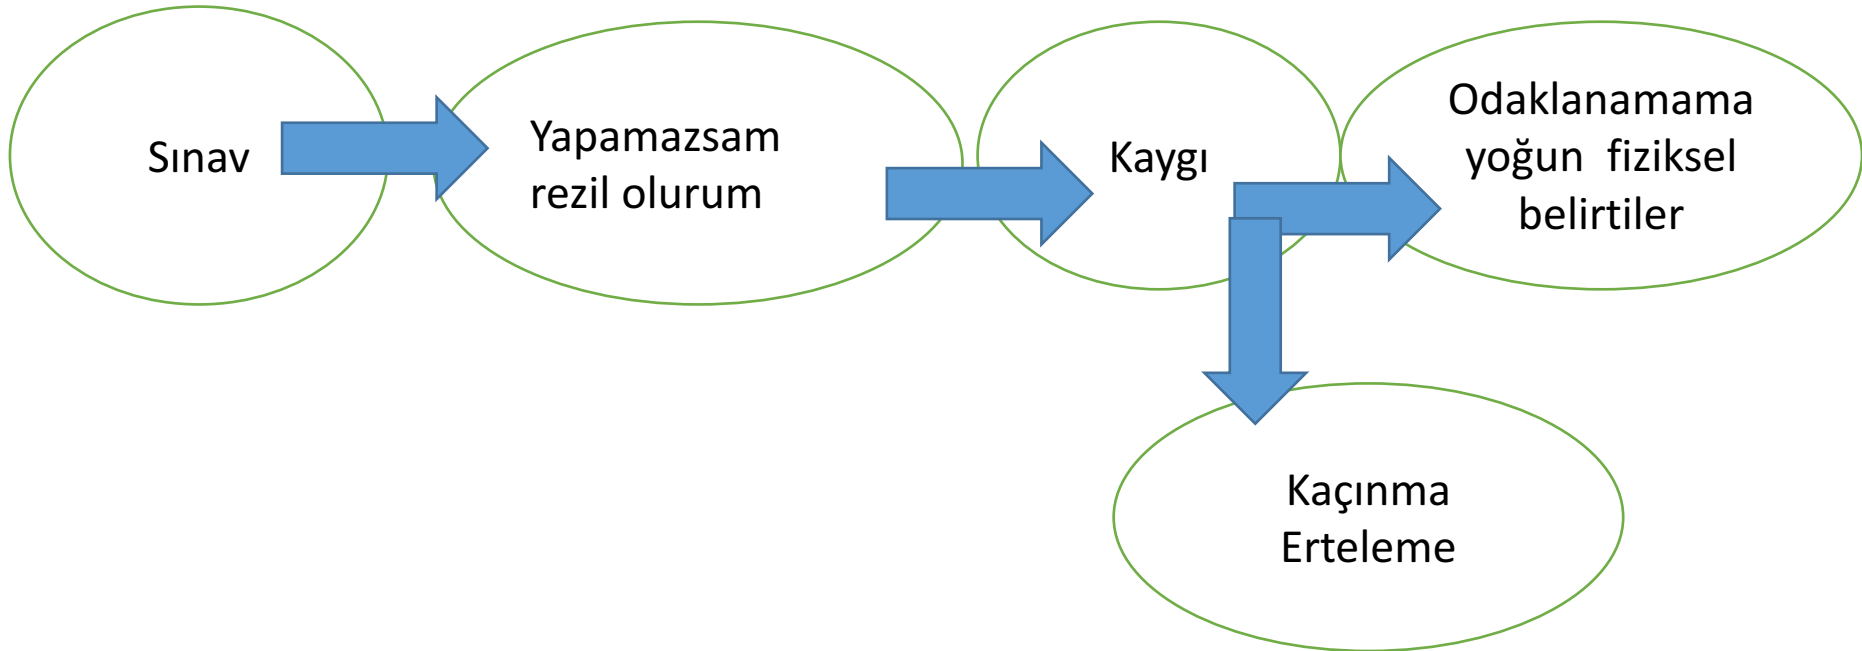 Sınav
Yapamazsam
rezil olurum
Kaygı
Odaklanamama
yoğun  fiziksel
belirtiler
Kaçınma
Erteleme